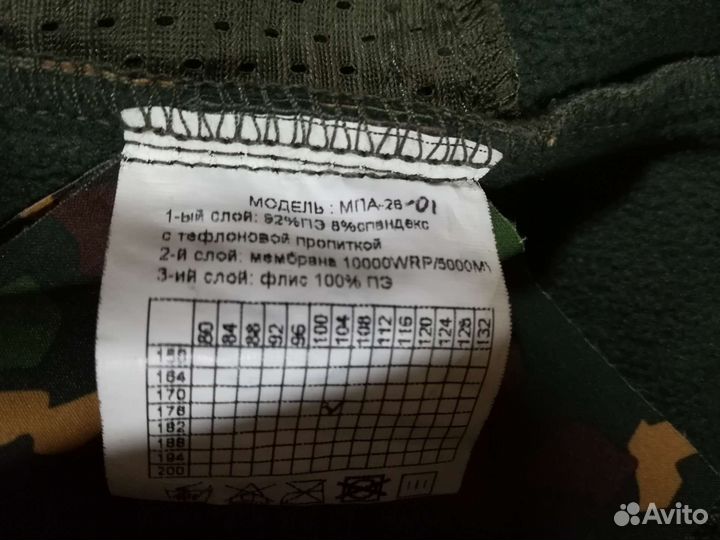 МОДЕЛЬ : МПА-26-01
1-ый слой: 92%ПЭ 8%спандекс
с тефлоновой пропиткой
2-й слой: мембрана 10000WRP/5000M
3-ий слой: флис 100% ПЭ
80 84 88 92 96 100 104 108 112 116 120 124 128 132
158
164
170
176
182
188
194
200
Avito